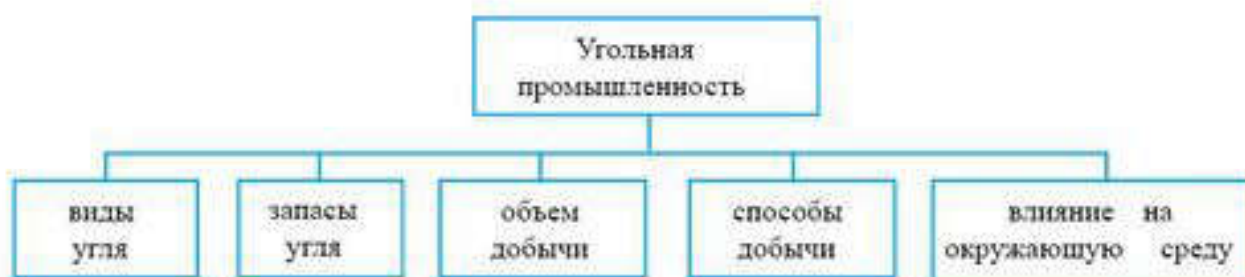 Угольная
промышленность
виды
угля
запасы
угля
объем
добычи
способы
добычи
влияние на
окружающую среду